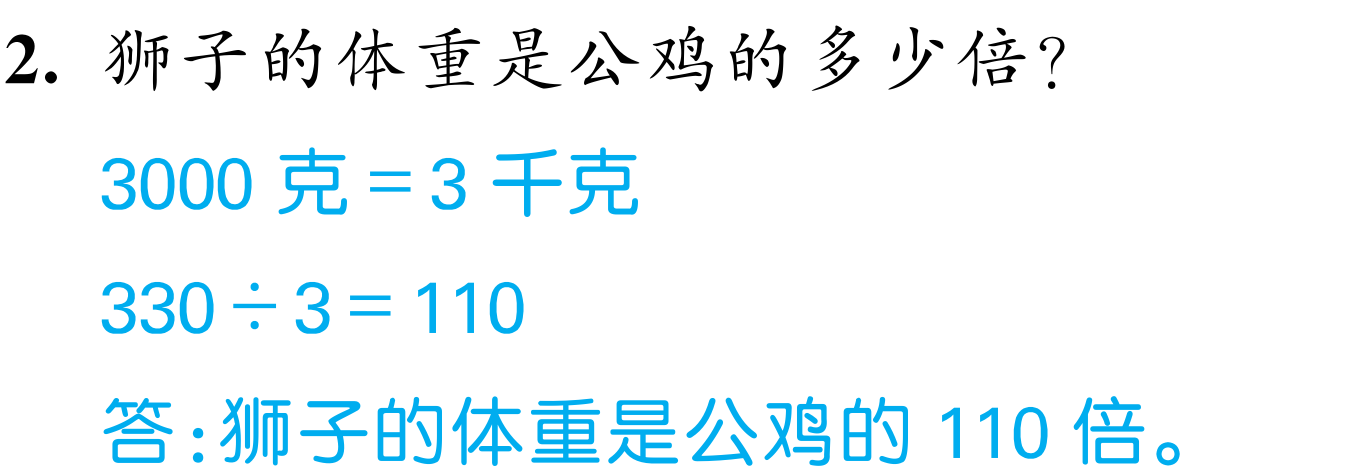 2. 狮子的体重是公鸡的多少倍?
3000 克 = 3 千克
330 ÷ 3 = 110
答:狮子的体重是公鸡的 110 倍。